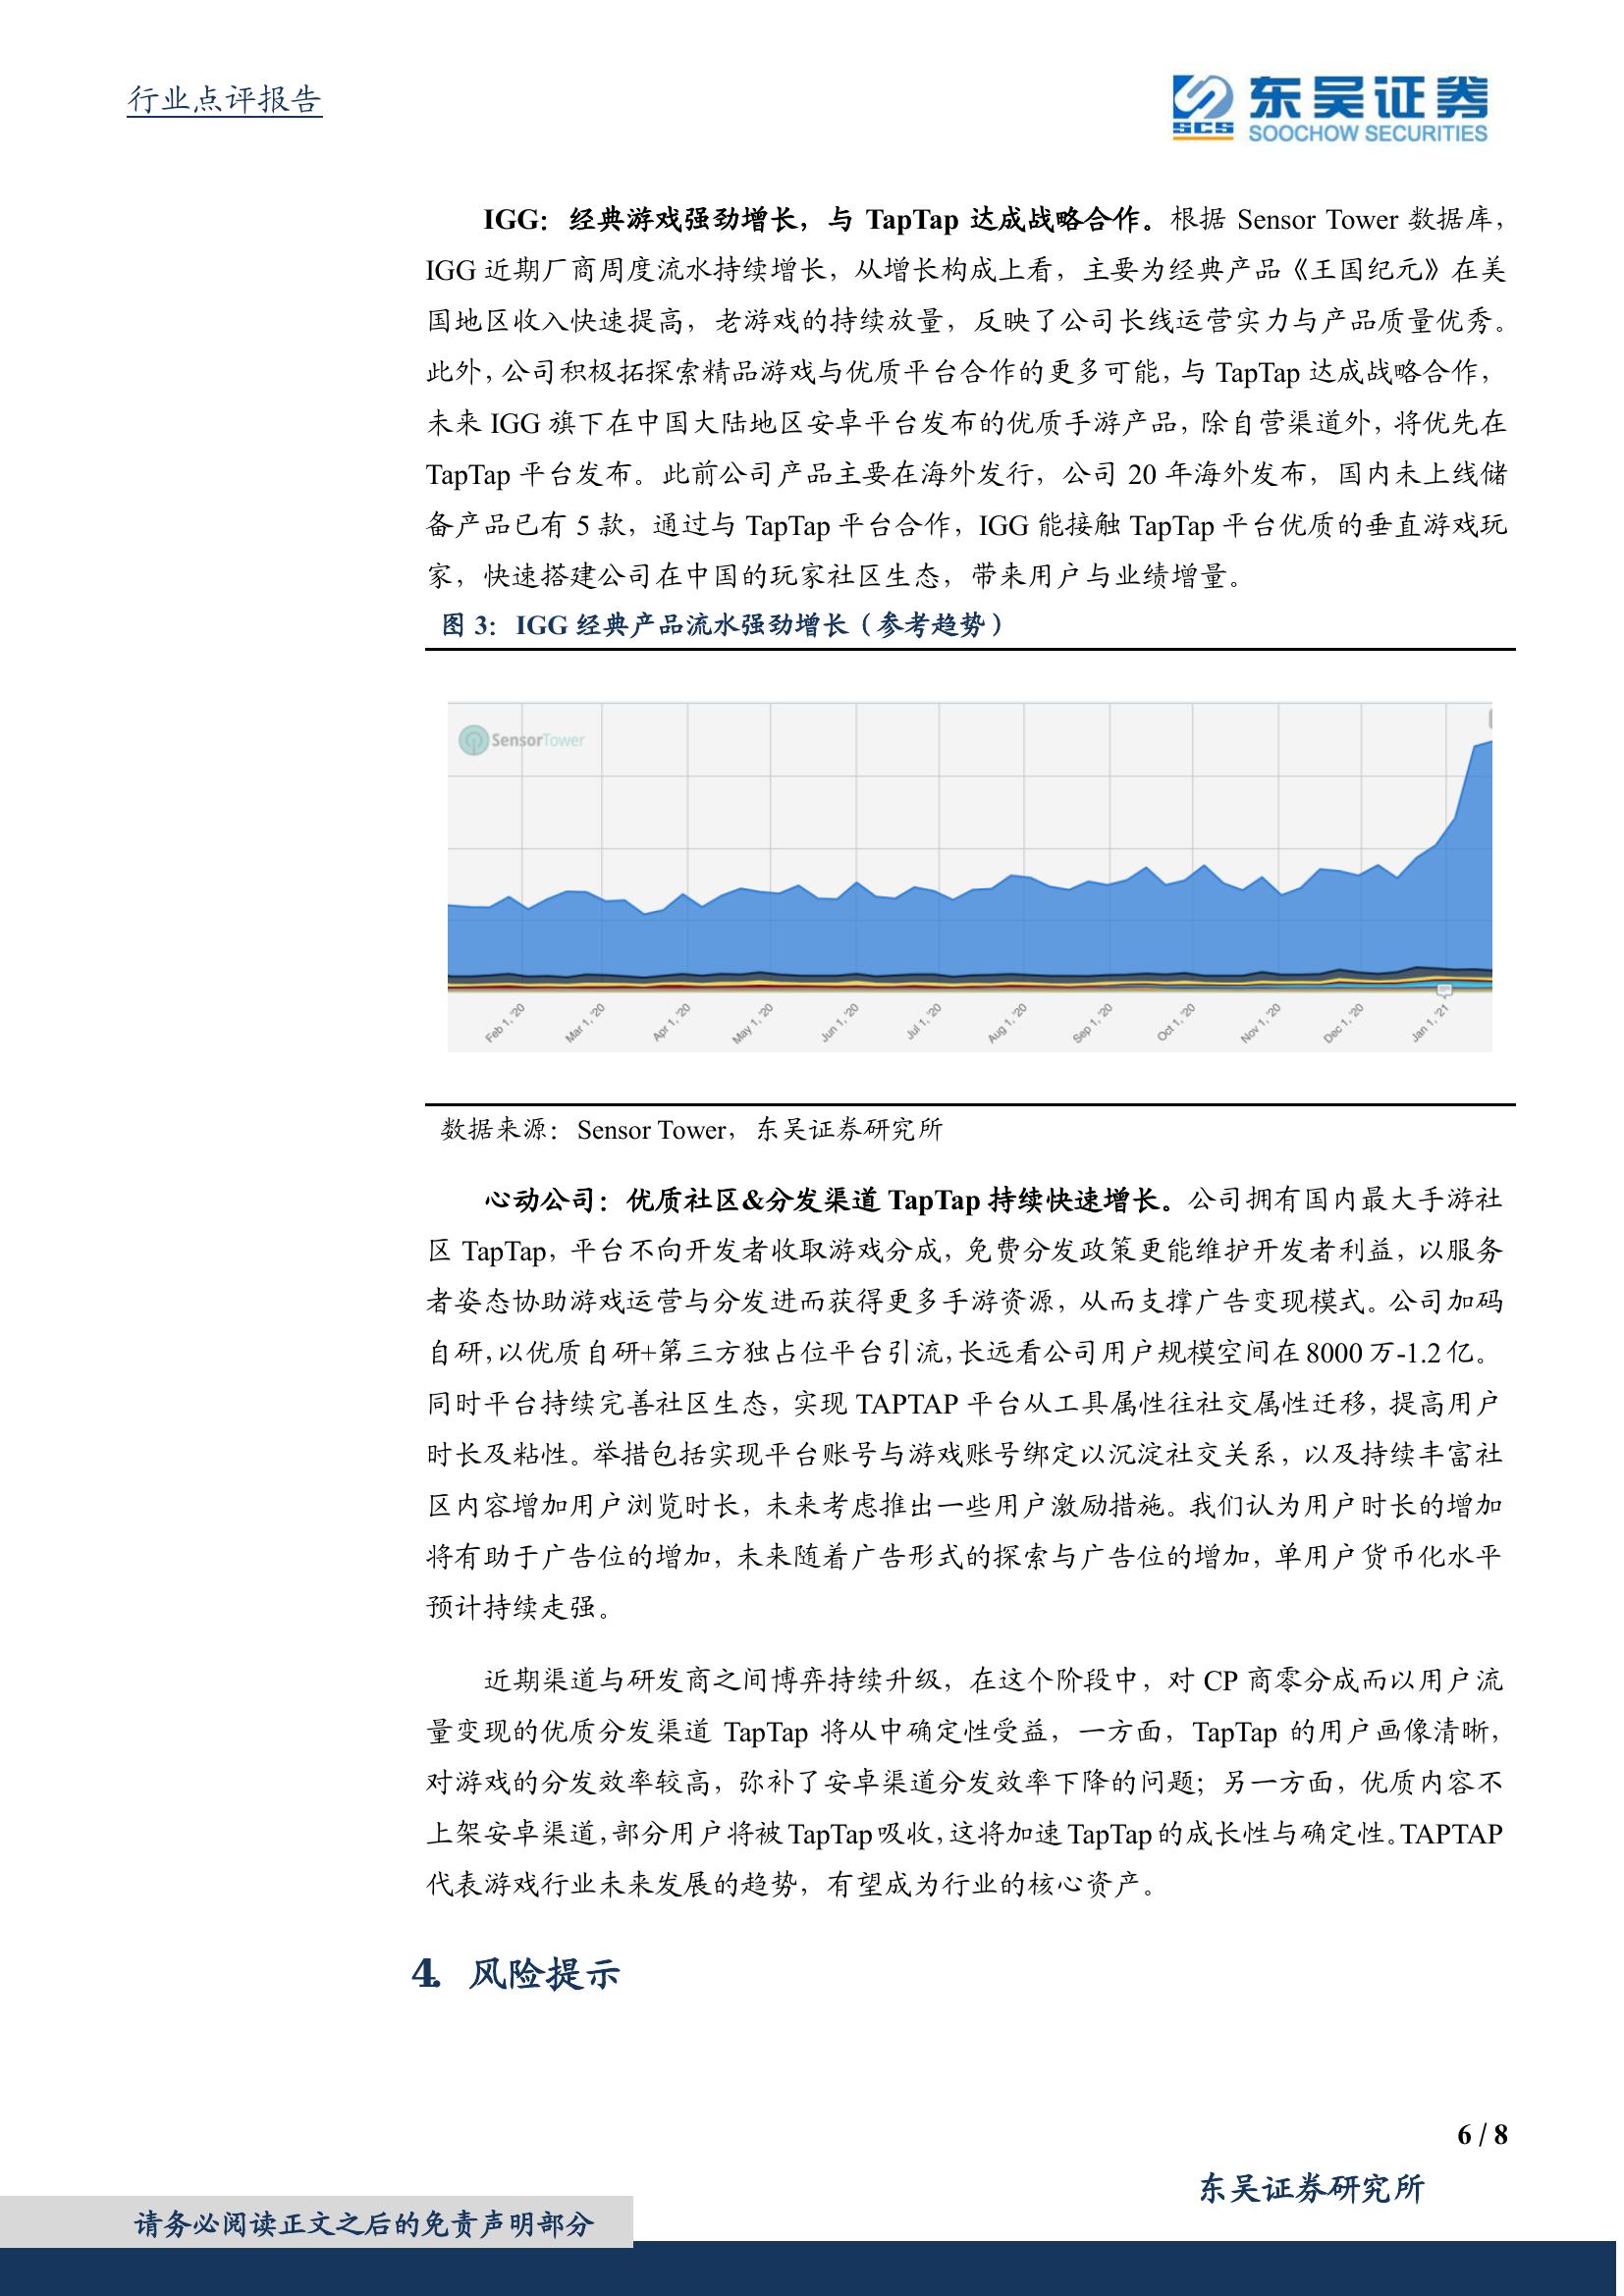 行业点评报告
SCS 东吴证券
SOOCHOW SECURITIES
IGG：经典游戏强劲增长，与 TapTap 达成战略合作。根据 Sensor Tower 数据库，
IGG 近期厂商周度流水持续增长，从增长构成上看，主要为经典产品《王国纪元》在美
国地区收入快速提高，老游戏的持续放量，反映了公司长线运营实力与产品质量优秀。
此外，公司积极拓探索精品游戏与优质平台合作的更多可能，与 TapTap 达成战略合作，
未来 IGG 旗下在中国大陆地区安卓平台发布的优质手游产品，除自营渠道外，将优先在
TapTap 平台发布。此前公司产品主要在海外发行，公司 20 年海外发布，国内未上线储
备产品已有 5 款，通过与 TapTap 平台合作，IGG 能接触 TapTap 平台优质的垂直游戏玩
家，快速搭建公司在中国的玩家社区生态，带来用户与业绩增量。
图 3：IGG 经典产品流水强劲增长（参考趋势）
SensorTower
Feb 1, '20 Mar 1, '20 Apr 1, '20 May 1, '20 Jun 1, '20 Jul 1, '20 Aug 1, '20 Sep 1, '20 Oct 1, '20 Nov 1, '20 Dec 1, '20 Jan 1, '21
数据来源：Sensor Tower，东吴证券研究所
心动公司：优质社区&分发渠道 TapTap 持续快速增长。公司拥有国内最大手游社
区 TapTap，平台不向开发者收取游戏分成，免费分发政策更能维护开发者利益，以服务
者姿态协助游戏运营与分发进而获得更多手游资源，从而支撑广告变现模式。公司加码
自研，以优质自研+第三方独占位平台引流，长远看公司用户规模空间在 8000 万-1.2 亿。
同时平台持续完善社区生态，实现 TAPTAP 平台从工具属性往社交属性迁移，提高用户
时长及粘性。举措包括实现平台账号与游戏账号绑定以沉淀社交关系，以及持续丰富社
区内容增加用户浏览时长，未来考虑推出一些用户激励措施。我们认为用户时长的增加
将有助于广告位的增加，未来随着广告形式的探索与广告位的增加，单用户货币化水平
预计持续走强。
近期渠道与研发商之间博弈持续升级，在这个阶段中，对 CP 商零分成而以用户流
量变现的优质分发渠道 TapTap 将从中确定性受益，一方面，TapTap 的用户画像清晰，
对游戏的分发效率较高，弥补了安卓渠道分发效率下降的问题；另一方面，优质内容不
上架安卓渠道，部分用户将被 TapTap 吸收，这将加速 TapTap 的成长性与确定性。TAPTAP
代表游戏行业未来发展的趋势，有望成为行业的核心资产。
4. 风险提示
6 / 8
东吴证券研究所
请务必阅读正文之后的免责声明部分